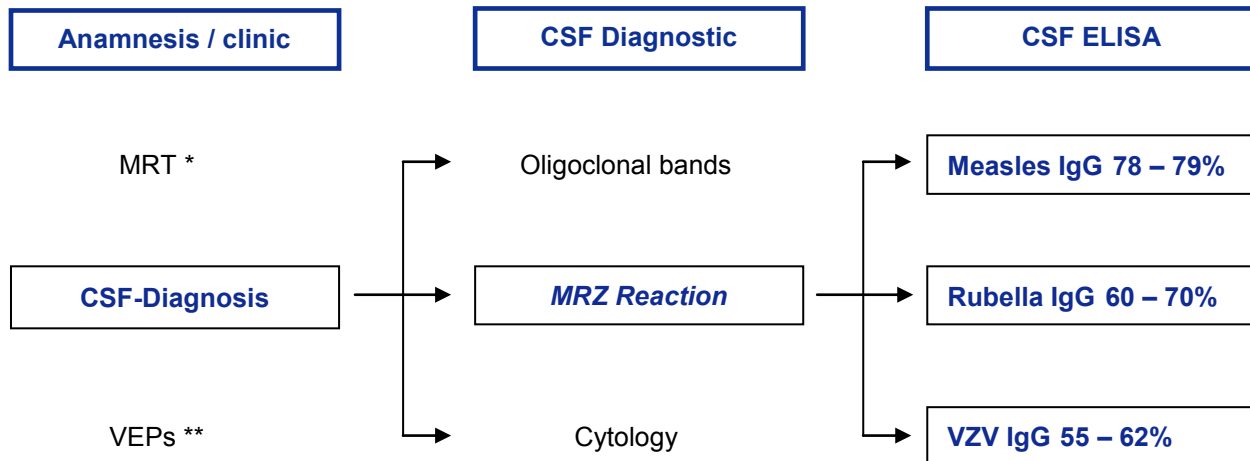 Anamnesis / clinic
CSF Diagnostic
CSF ELISA
MRT *
Oligoclonal bands
Measles IgG 78 – 79%
CSF-Diagnosis
MRZ Reaction
Rubella IgG 60 – 70%
VEPs **
Cytology
VZV IgG 55 – 62%